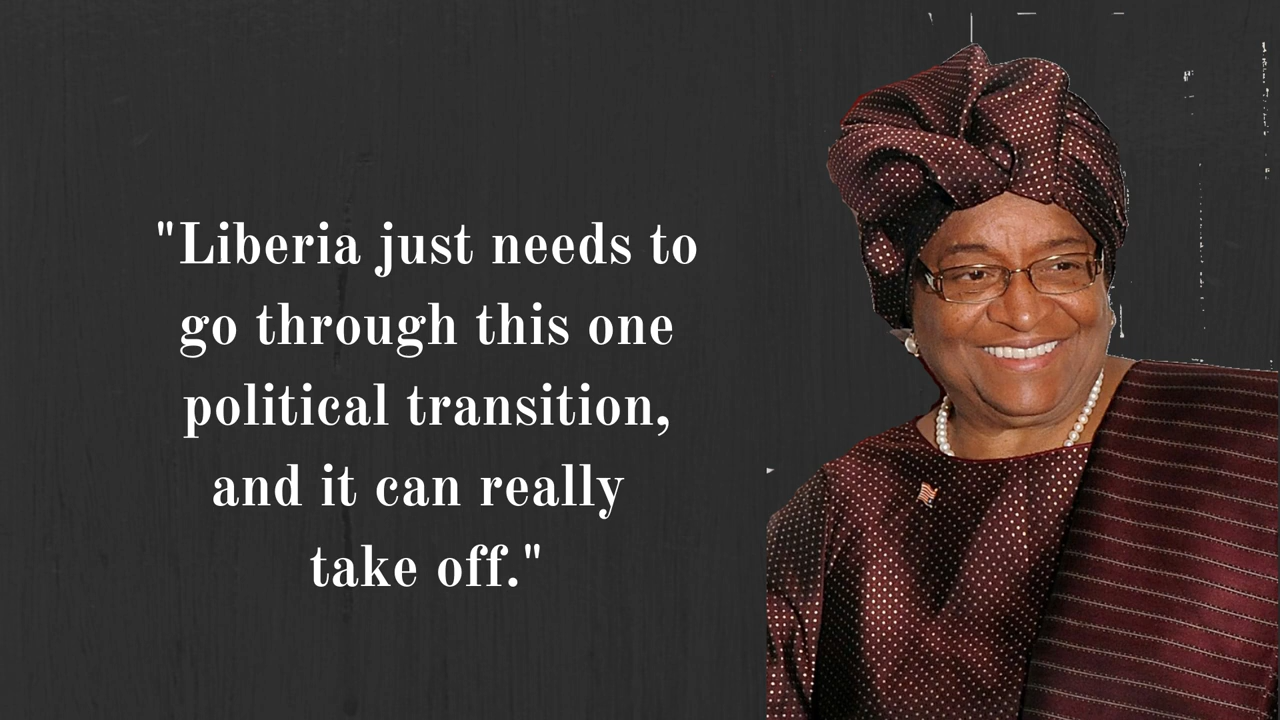 "Liberia just needs to
go through this one
political transition,
and it can really
take off."